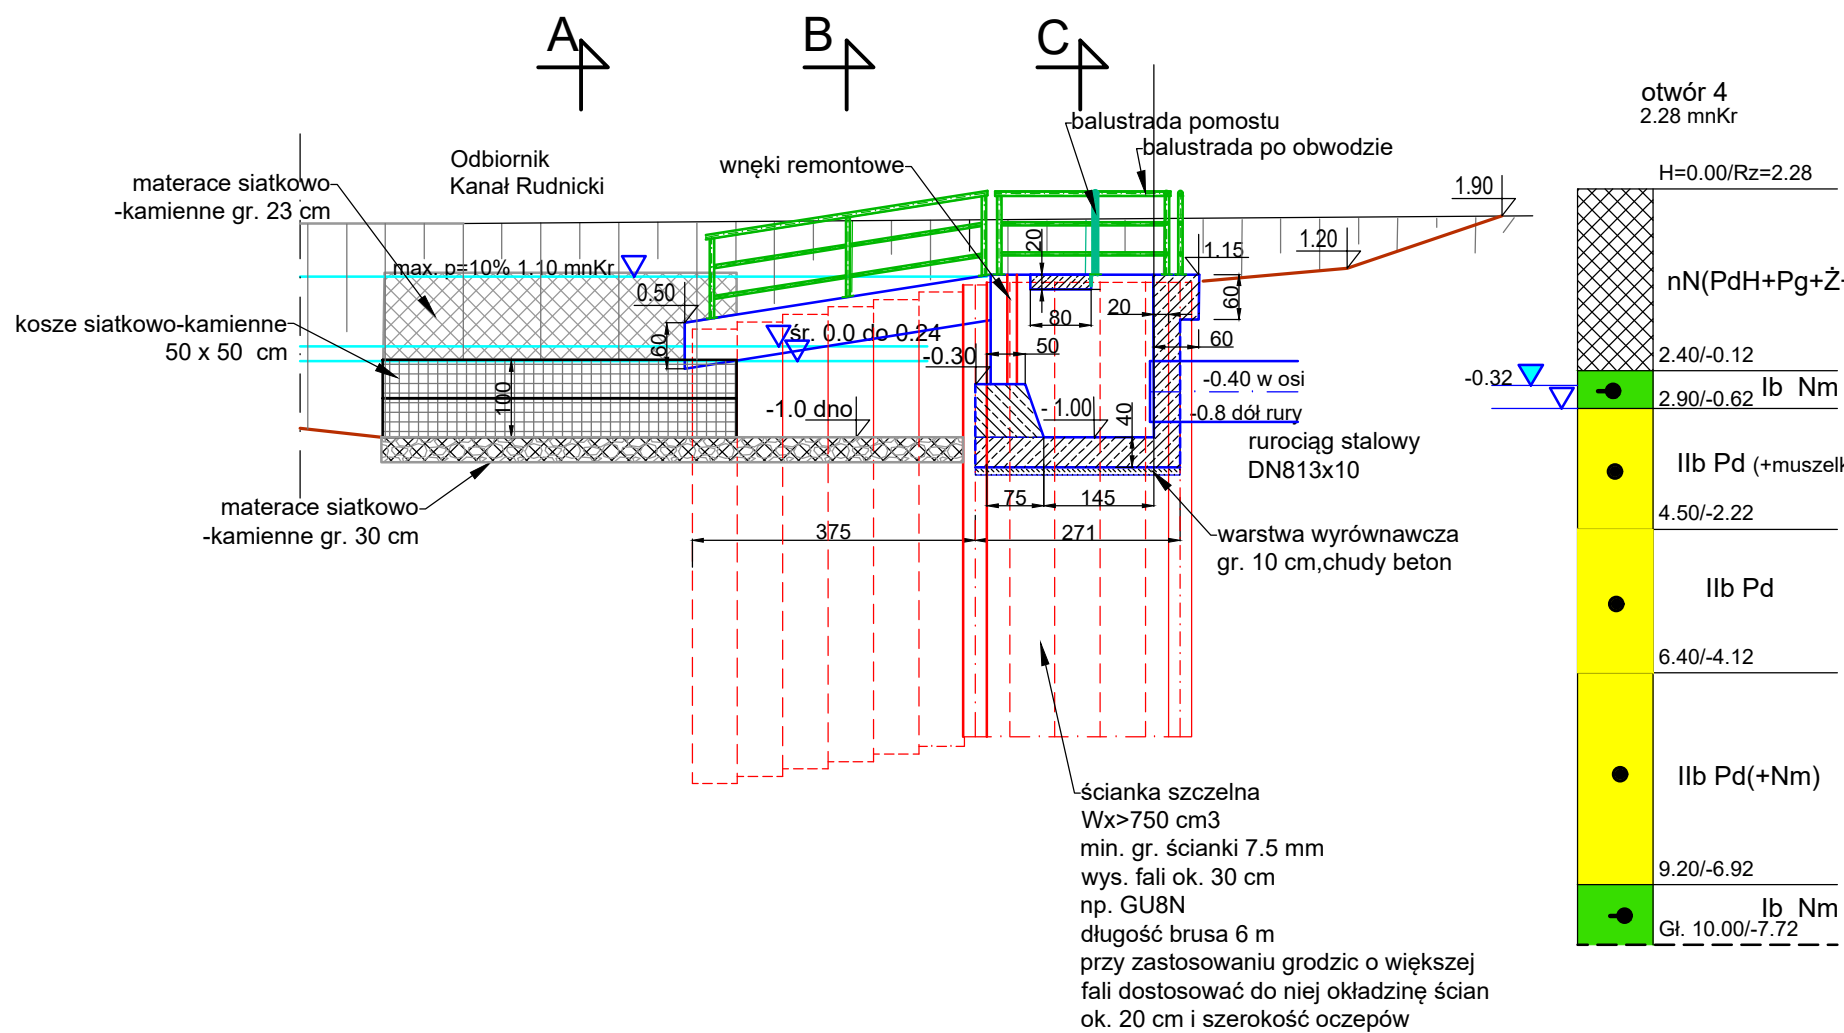 A
B
C
otwór 4
2.28 mnKr
balustrada pomostu
balustrada po obwodzie
Odbiornik
Kanał Rudnicki
wnęki remontowe
materace siatkowo
-kamienne gr. 23 cm
H=0.00/Rz=2.28
1.90
1.20
1.15
20
max. p=10% 1.10 mnKr
nN(PdH+Pg+Ż
0.50
60
80
20
kosze siatkowo-kamienne
50 x 50 cm
śr. 0.0 do 0.24
60
50
60
-0.30
2.40/-0.12
-0.32
-0.40 w osi
Ib Nm
2.90/-0.62
100
-1.0 dno
- 1.00
40
-0.8 dół rury
rurociąg stalowy
DN813x10
IIb Pd (+muszelk
4.50/-2.22
materace siatkowo
-kamienne gr. 30 cm
75
145
375
271
warstwa wyrównawcza
gr. 10 cm,chudy beton
IIb Pd
6.40/-4.12
IIb Pd(+Nm)
9.20/-6.92
Ib Nm
Gł. 10.00/-7.72
ścianka szczelna
Wx>750 cm3
min. gr. ścianki 7.5 mm
wys. fali ok. 30 cm
np. GU8N
długość brusa 6 m
przy zastosowaniu grodzic o większej
fali dostosować do niej okładzinę ścian
ok. 20 cm i szerokość oczepów